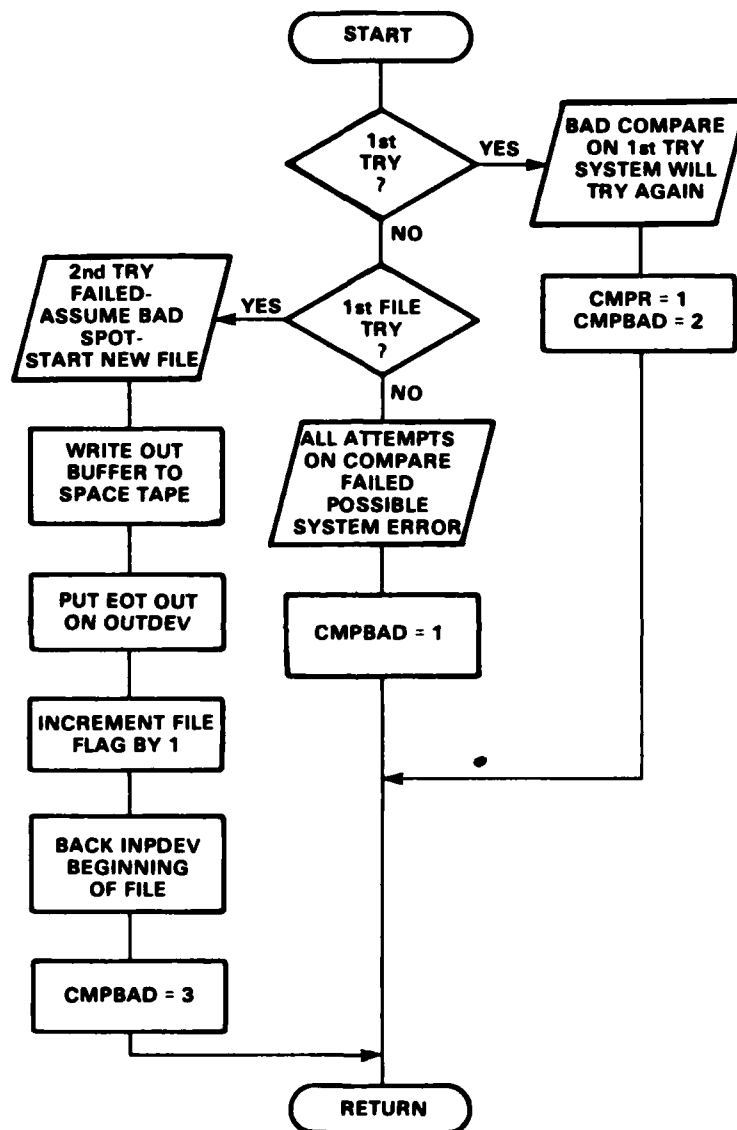 START
1st
TRY
?
YES
BAD COMPARE
ON 1st TRY
SYSTEM WILL
TRY AGAIN
NO
CMPR = 1
CMPBAD = 2
1st FILE
TRY
?
YES
2nd TRY
FAILED-
ASSUME BAD
SPOT-
START NEW FILE
NO
WRITE OUT
BUFFER TO
SPACE TAPE
ALL ATTEMPTS
ON COMPARE
FAILED
POSSIBLE
SYSTEM ERROR
PUT EOT OUT
ON OUTDEV
CMPBAD = 1
INCREMENT FILE
FLAG BY 1
BACK INPDEV
BEGINNING
OF FILE
CMPBAD = 3
RETURN